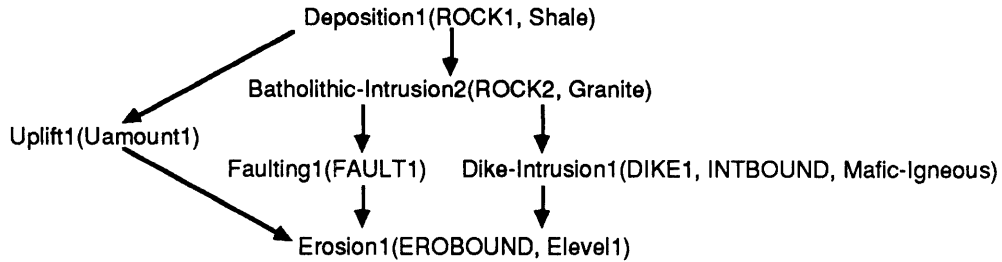 Deposition1(ROCK1, Shale)
Batholithic-Intrusion2(ROCK2, Granite)
Uplift1(Uamount1)
Faulting1(FAULT1)
Dike-Intrusion1(DIKE1, INTBOUND, Mafic-Igneous)
Erosion1(EROBOUND, Elevel1)